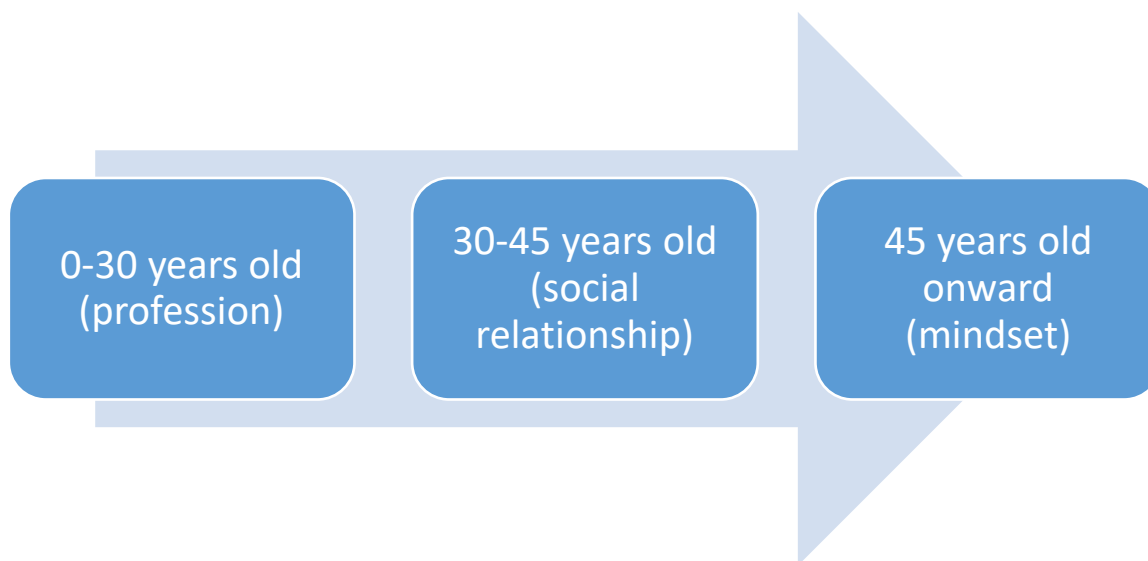 0-30 years old
(profession)
30-45 years old
(social
relationship)
45 years old
onward
(mindset)